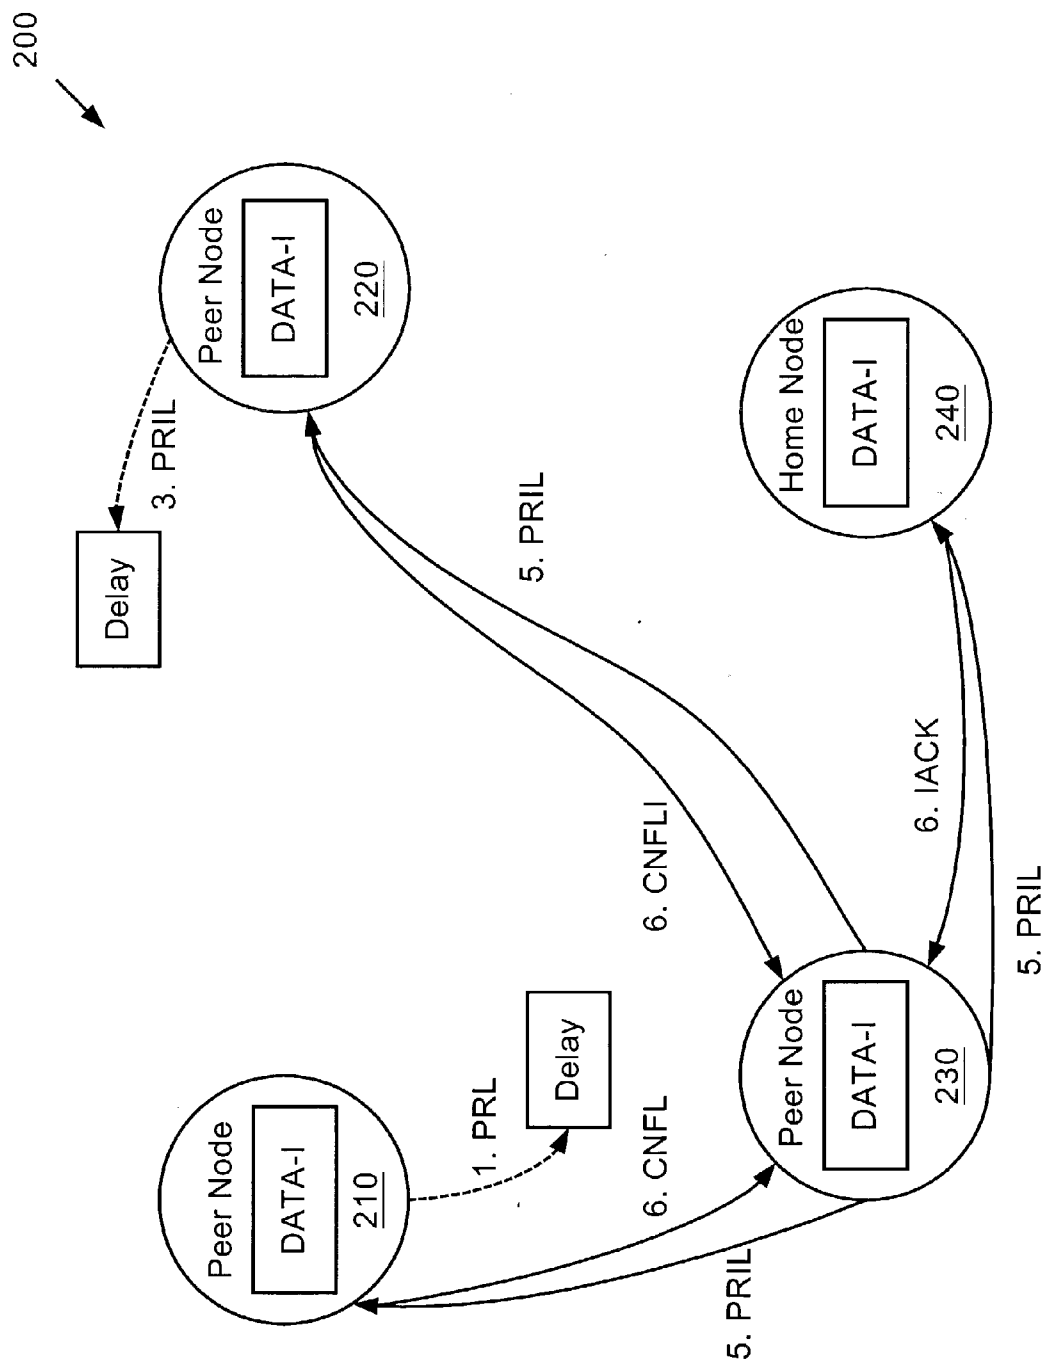 200
Peer Node
DATA-I
210
1. PRL
Delay
Peer Node
DATA-I
220
3. PRIL
Delay
5. PRIL
6. CNFLI
6. CNFL
5. PRIL
Peer Node
DATA-I
230
6. IACK
5. PRIL
Home Node
DATA-I
240